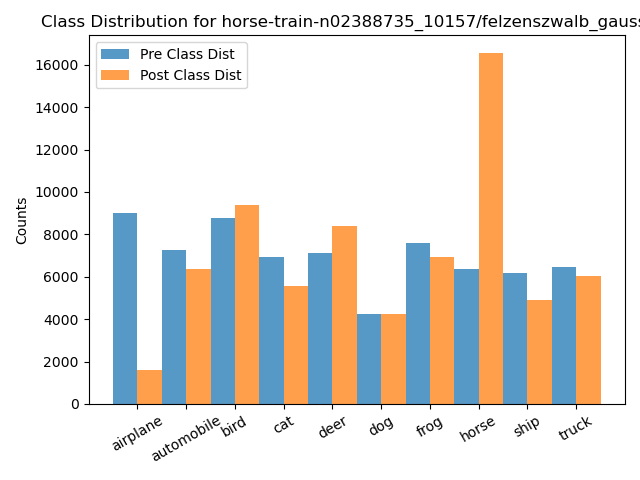 Class Distribution for horse-train-n02388735_10157/felzenszwalb_gauss
Pre Class Dist
Post Class Dist
Counts
16000
14000
12000
10000
8000
6000
4000
2000
0
airplane automobile bird cat deer dog frog horse ship truck